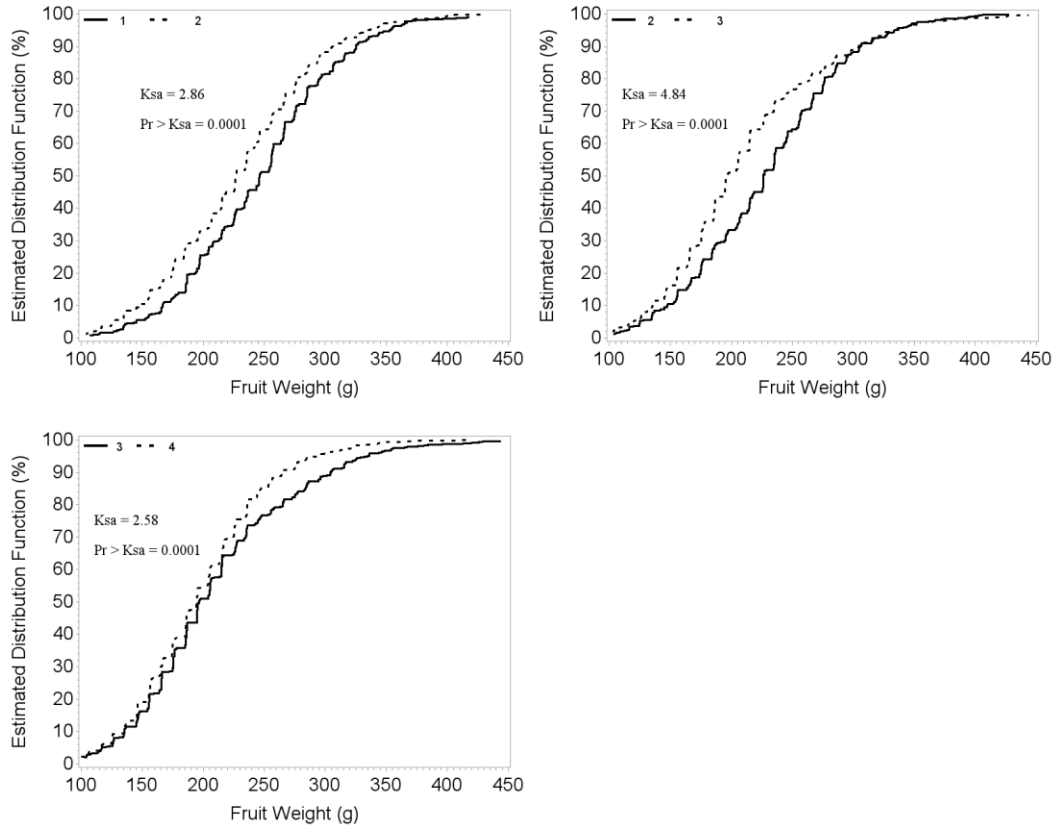 1 2
Estimated Distribution Function (%)
100
90
80
70
60
50
40
30
20
10
0
Ksa = 2.86
Pr > Ksa = 0.0001
100 150 200 250 300 350 400 450
Fruit Weight (g)
2 3
Estimated Distribution Function (%)
100
90
80
70
60
50
40
30
20
10
0
Ksa = 4.84
Pr > Ksa = 0.0001
100 150 200 250 300 350 400 450
Fruit Weight (g)
3 4
Estimated Distribution Function (%)
100
90
80
70
60
50
40
30
20
10
0
Ksa = 2.58
Pr > Ksa = 0.0001
100 150 200 250 300 350 400 450
Fruit Weight (g)